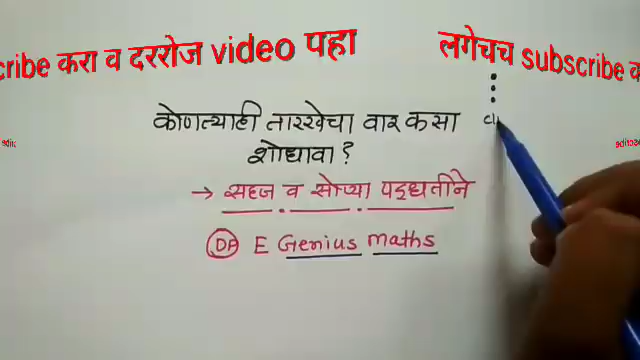 cribe करा व दररोज video पहा
लगेचच subscribe क
कोणत्याही तारखेचा वार कसा
शोधावा ?
→ सहज व सोप्या पद्धतीने
DP E Genius Maths